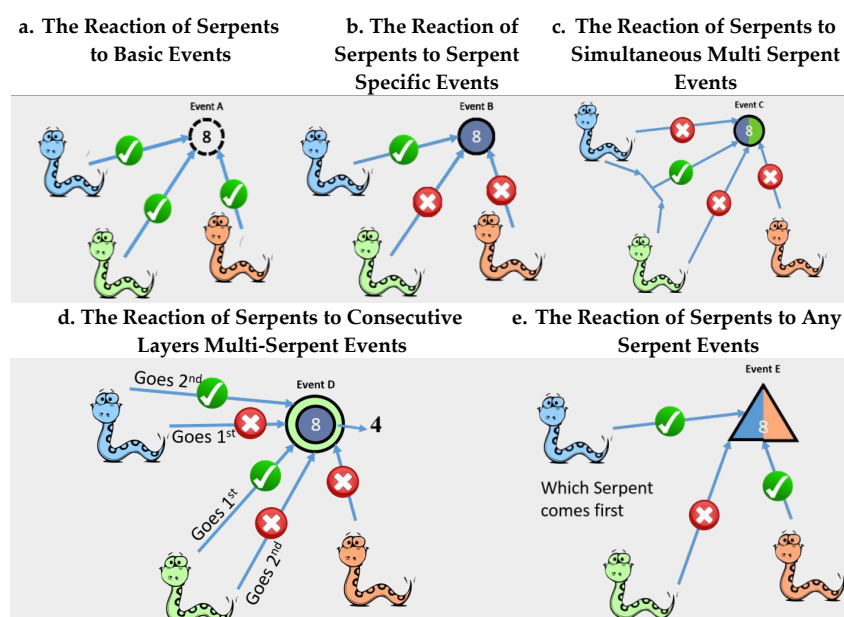 a. The Reaction of Serpents
to Basic Events
b. The Reaction of
Serpents to Serpent
Specific Events
c. The Reaction of Serpents to
Simultaneous Multi Serpent
Events
Event A
8
Event B
8
Event C
8
d. The Reaction of Serpents to Consecutive
Layers Multi-Serpent Events
e. The Reaction of Serpents to Any
Serpent Events
Event D
Goes 2nd
Goes 1st
8
4
Goes 1st
Goes 2nd
Event E
8
Which Serpent
comes first